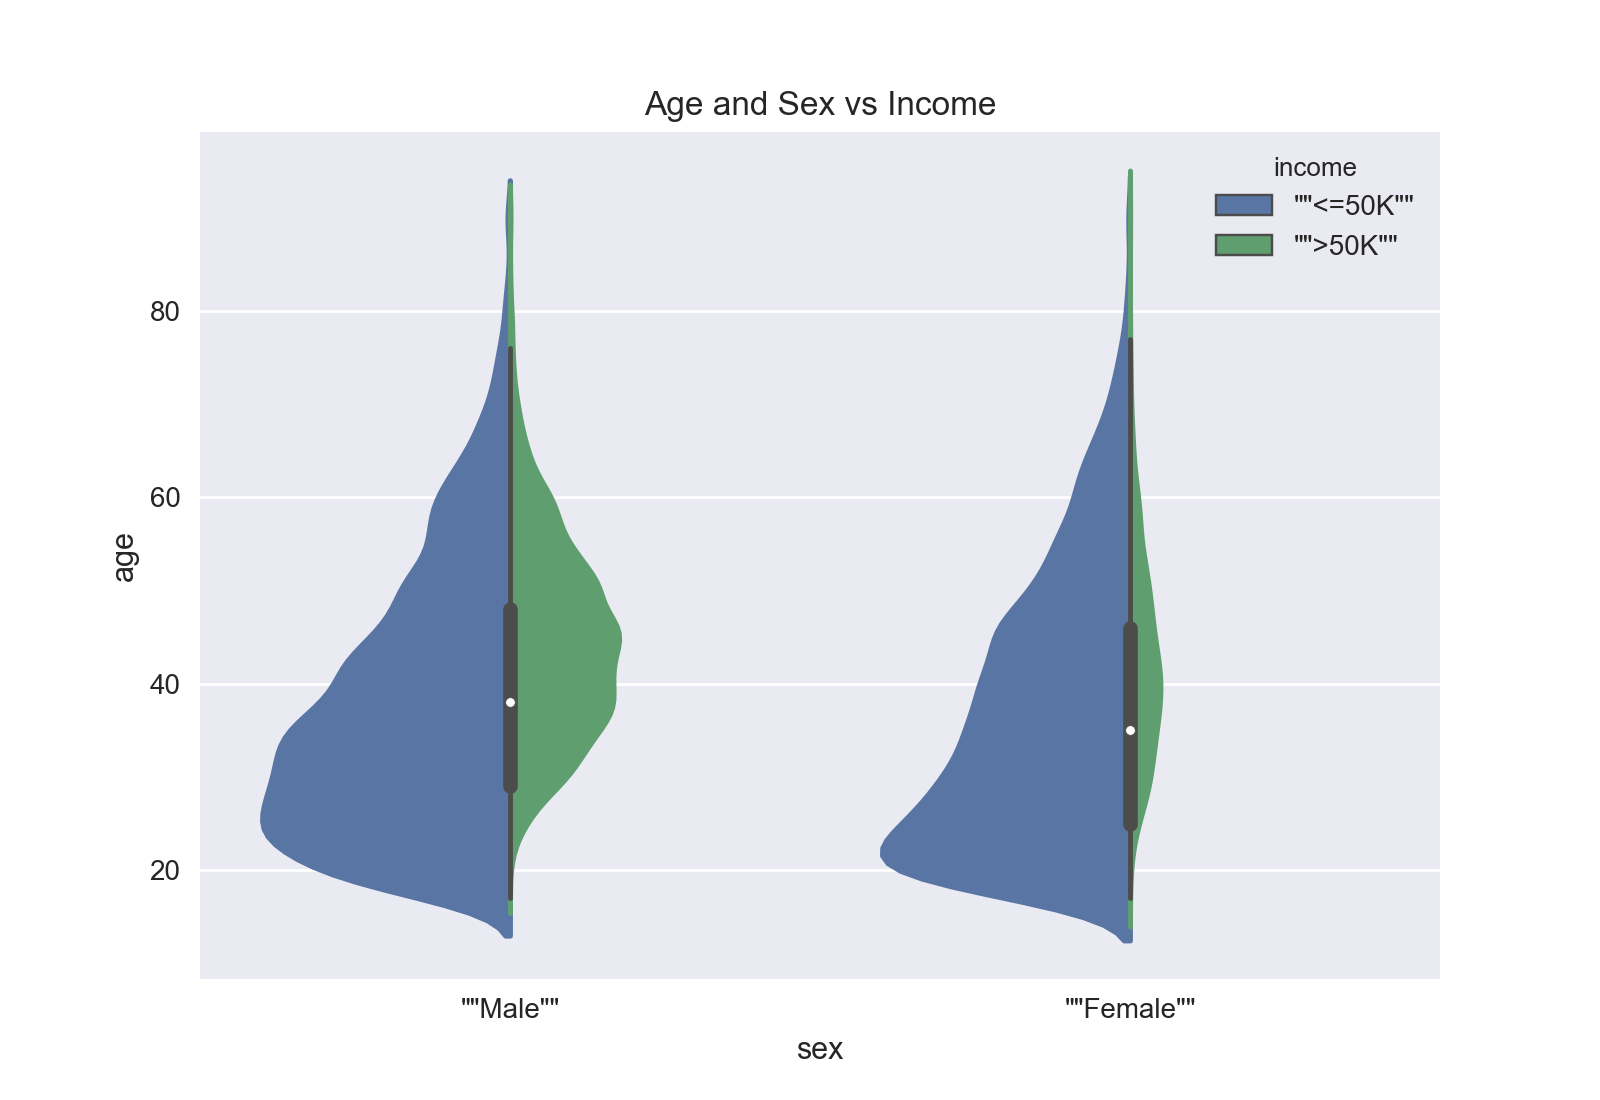 Age and Sex vs Income
income
""<=50K""
"">50K""
80
60
40
20
age
""Male""
""Female""
sex